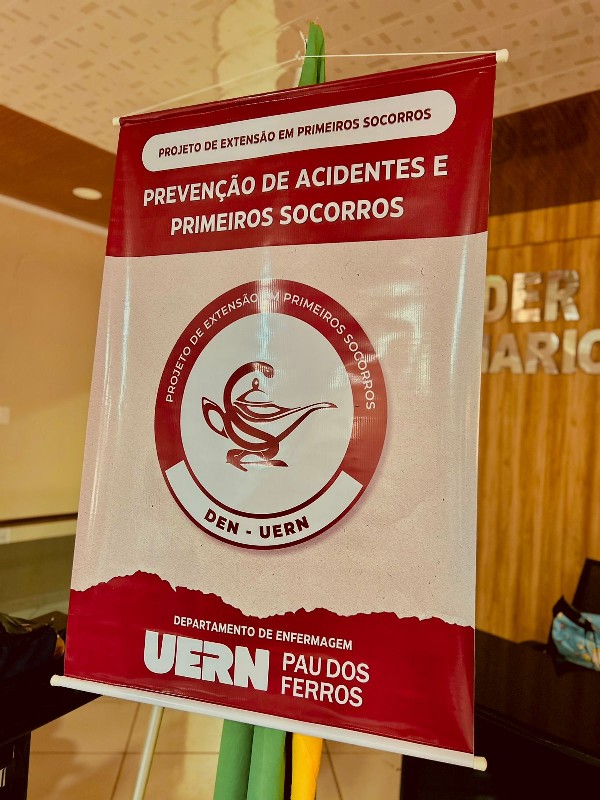 PROJETO DE EXTENSÃO EM PRIMEIROS SOCORROS
PREVENÇÃO DE ACIDENTES E
PRIMEIROS SOCORROS
PROJETO DE EXTENSÃO EM PRIMEIROS SOCORROS
DEN - UERN
DEPARTAMENTO DE ENFERMAGEM
UERN
PAU DOS
FERROS